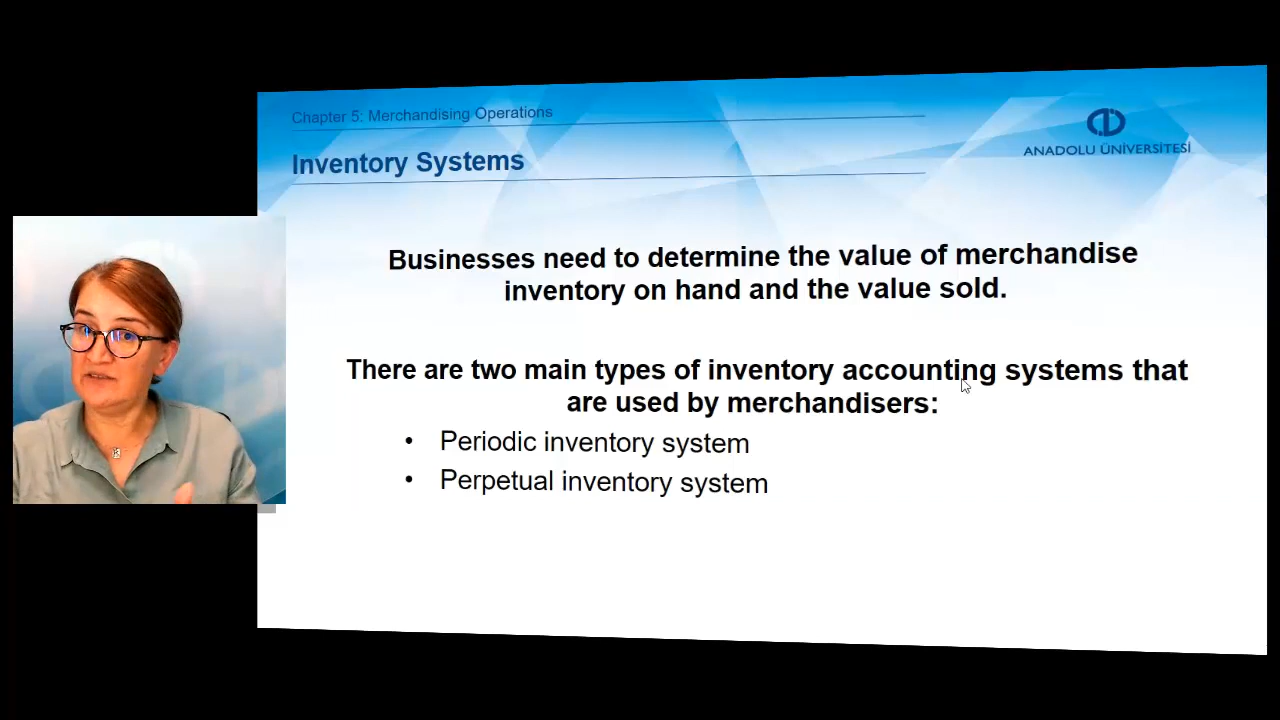 Chapter 5: Merchandising Operations
Inventory Systems
ANADOLU ÜNİVERSİTESİ
Businesses need to determine the value of merchandise
inventory on hand and the value sold.
There are two main types of inventory accounting systems that
are used by merchandisers:
• Periodic inventory system
• Perpetual inventory system